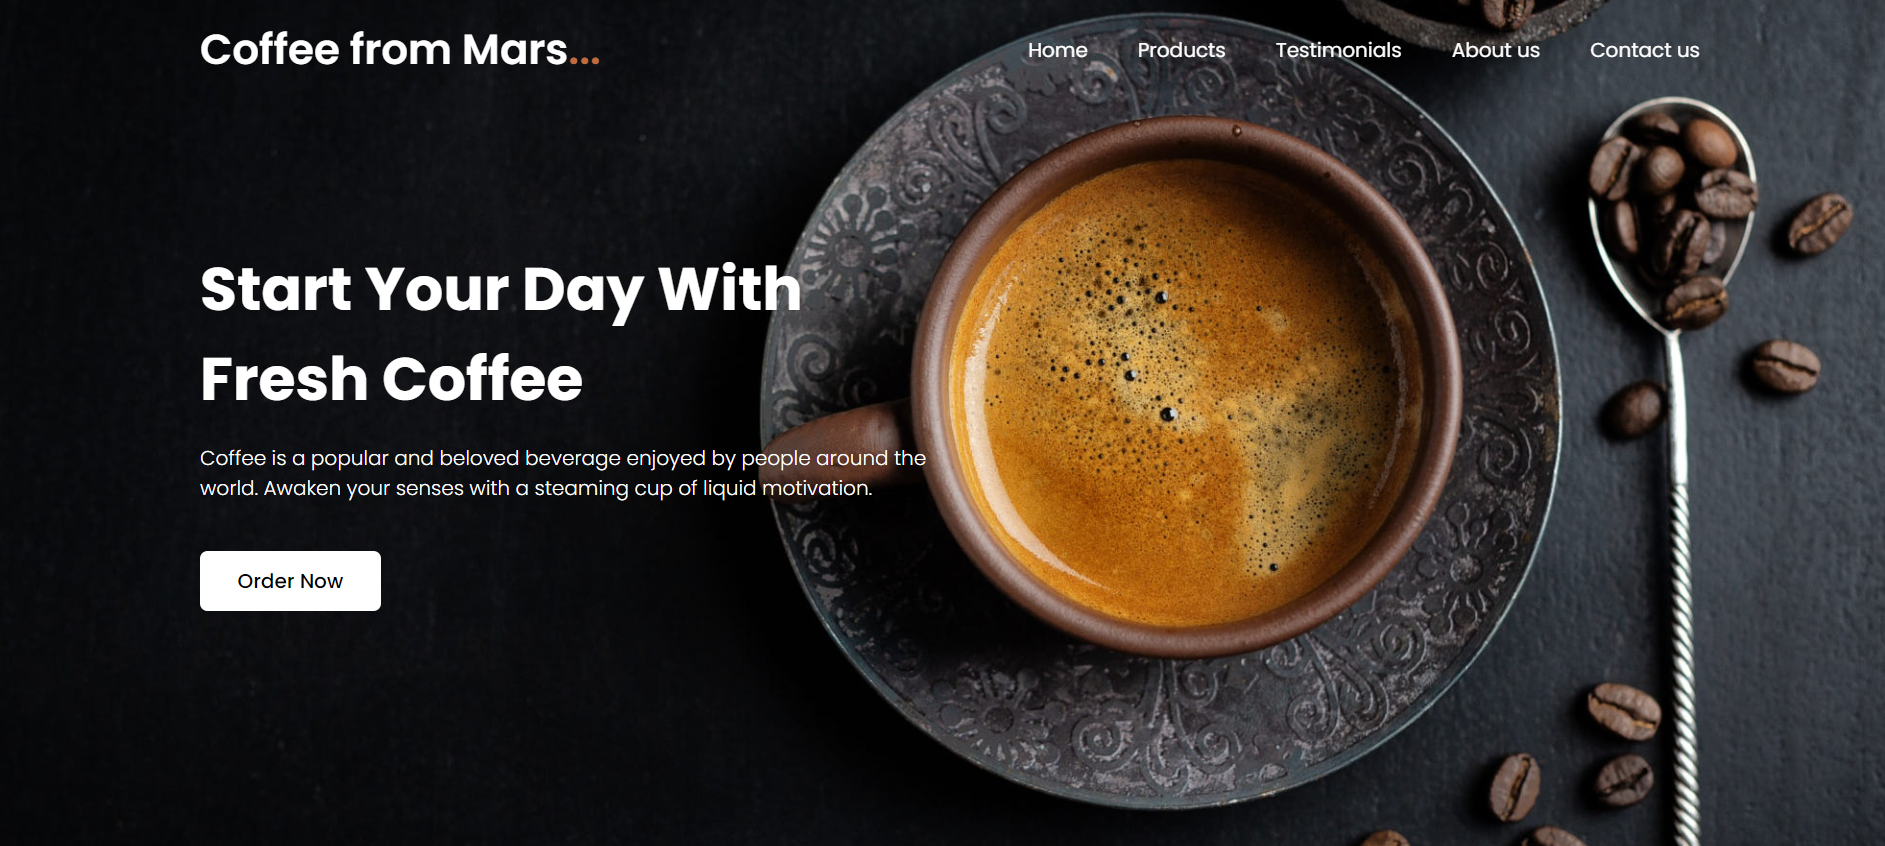 Coffee from Mars...
Home Products Testimonials About us Contact us
Start Your Day With
Fresh Coffee
Coffee is a popular and beloved beverage enjoyed by people around the
world. Awaken your senses with a steaming cup of liquid motivation.
Order Now